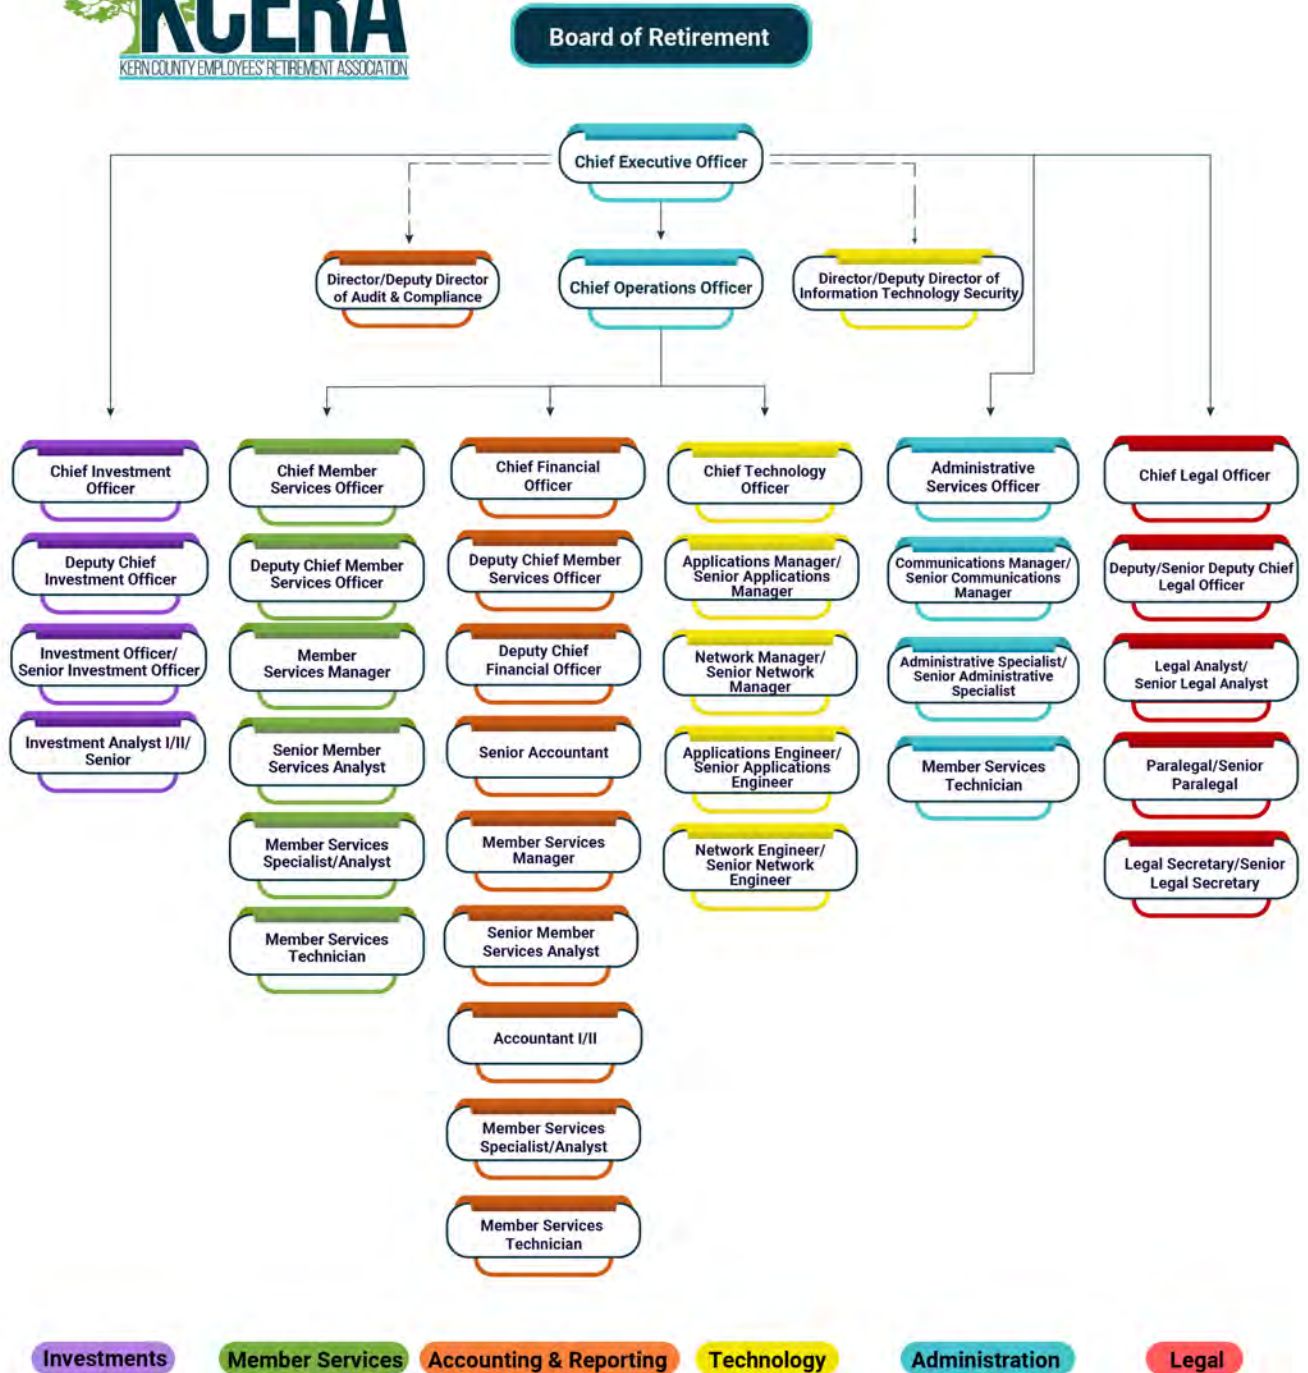 KCERA
KERN COUNTY EMPLOYEES' RETIREMENT ASSOCIATION
Board of Retirement
Chief Executive Officer
Director/Deputy Director
of Audit & Compliance
Chief Operations Officer
Director/Deputy Director of
Information Technology Security
Chief Investment
Officer
Deputy Chief
Investment Officer
Investment Officer/
Senior Investment Officer
Investment Analyst I/II/
Senior
Chief Member
Services Officer
Deputy Chief Member
Services Officer
Member
Services Manager
Senior Member
Services Analyst
Member Services
Specialist/Analyst
Member Services
Technician
Chief Financial
Officer
Deputy Chief Member
Services Officer
Deputy Chief
Financial Officer
Senior Accountant
Member Services
Manager
Senior Member
Services Analyst
Accountant I/II
Member Services
Specialist/Analyst
Member Services
Technician
Chief Technology
Officer
Applications Manager/
Senior Applications
Manager
Network Manager/
Senior Network
Manager
Applications Engineer/
Senior Applications
Engineer
Network Engineer/
Senior Network
Engineer
Administrative
Services Officer
Communications Manager/
Senior Communications
Manager
Administrative Specialist/
Senior Administrative
Specialist
Member Services
Technician
Chief Legal Officer
Deputy/Senior Deputy Chief
Legal Officer
Legal Analyst/
Senior Legal Analyst
Paralegal/Senior
Paralegal
Legal Secretary/Senior
Legal Secretary
Investments
Member Services
Accounting & Reporting
Technology
Administration
Legal